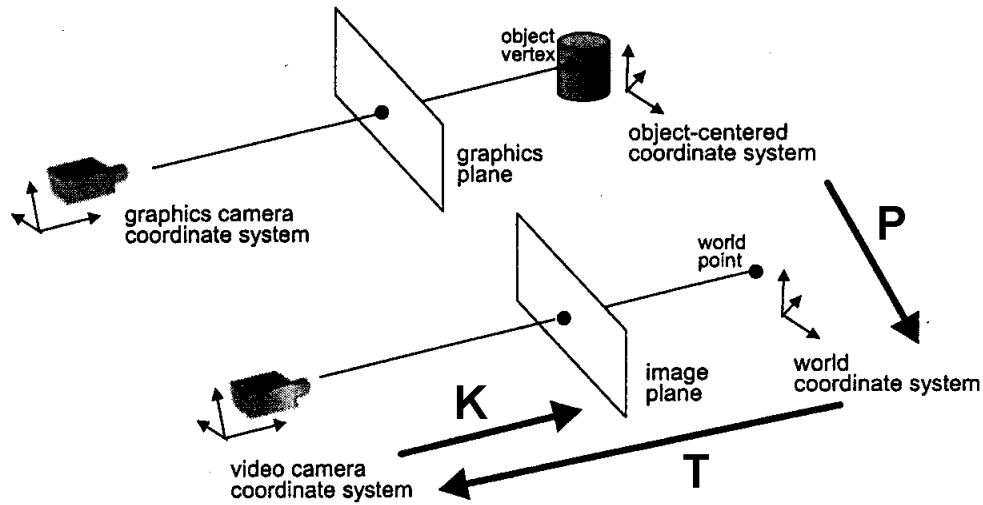 object
vertex
object-centered
coordinate system
graphics
plane
graphics camera
coordinate system
P
world
point
world
coordinate system
image
plane
K
T
video camera
coordinate system